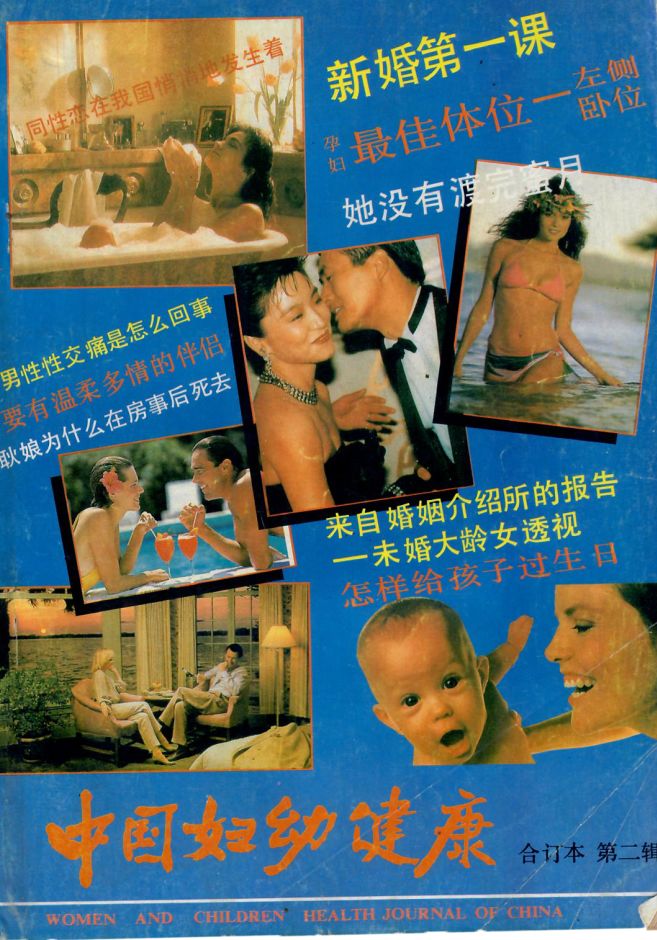 同性恋在我国悄悄地发生着
新婚第一课
孕妇最佳体位—左侧卧位
她没有渡完蜜月
男性性交痛是怎么回事
要有温柔多情的伴侣
耿娘为什么在房事后死去
来自婚姻介绍所的报告
—未婚大龄女透视
怎样给孩子过生日
中国妇幼健康
合订本 第二辑
WOMEN AND CHILDREN HEALTH JOURNAL OF CHINA